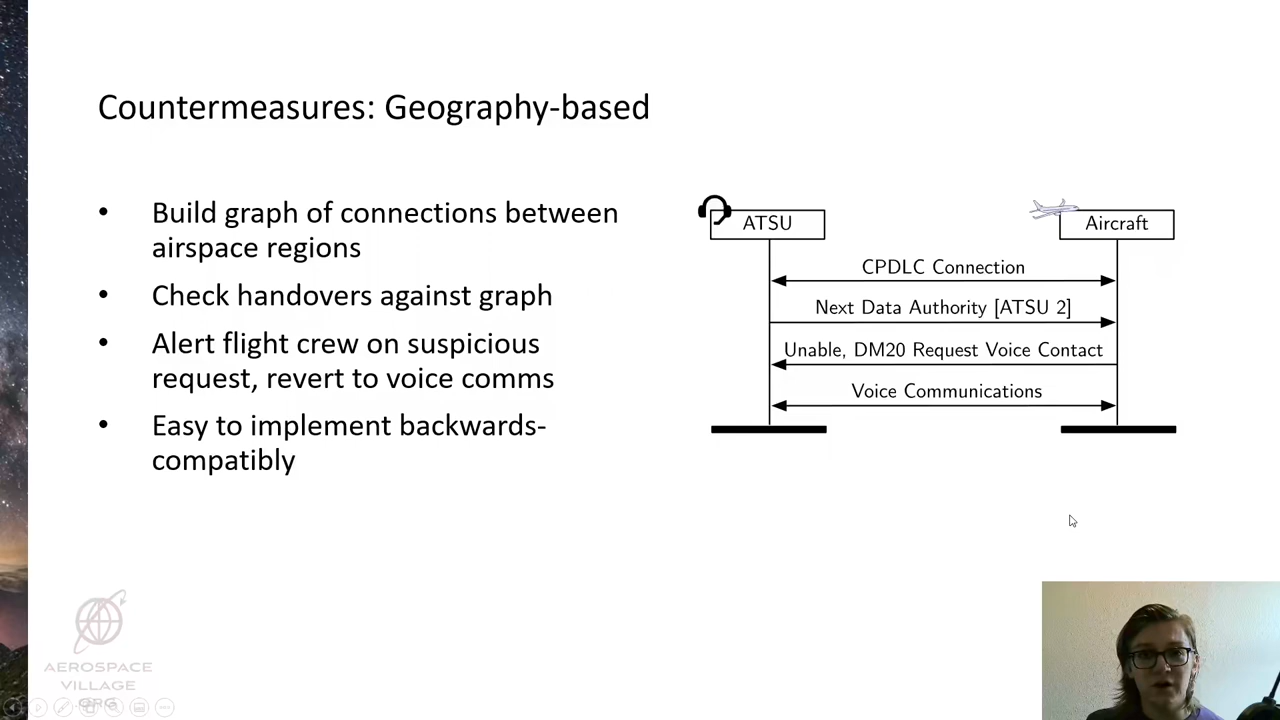 Countermeasures: Geography-based
• Build graph of connections between
airspace regions
• Check handovers against graph
• Alert flight crew on suspicious
request, revert to voice comms
• Easy to implement backwards-
compatibly
ATSU
Aircraft
CPDLC Connection
Next Data Authority [ATSU 2]
Unable, DM20 Request Voice Contact
Voice Communications
AEROSPACE
VILLAGE
ORG